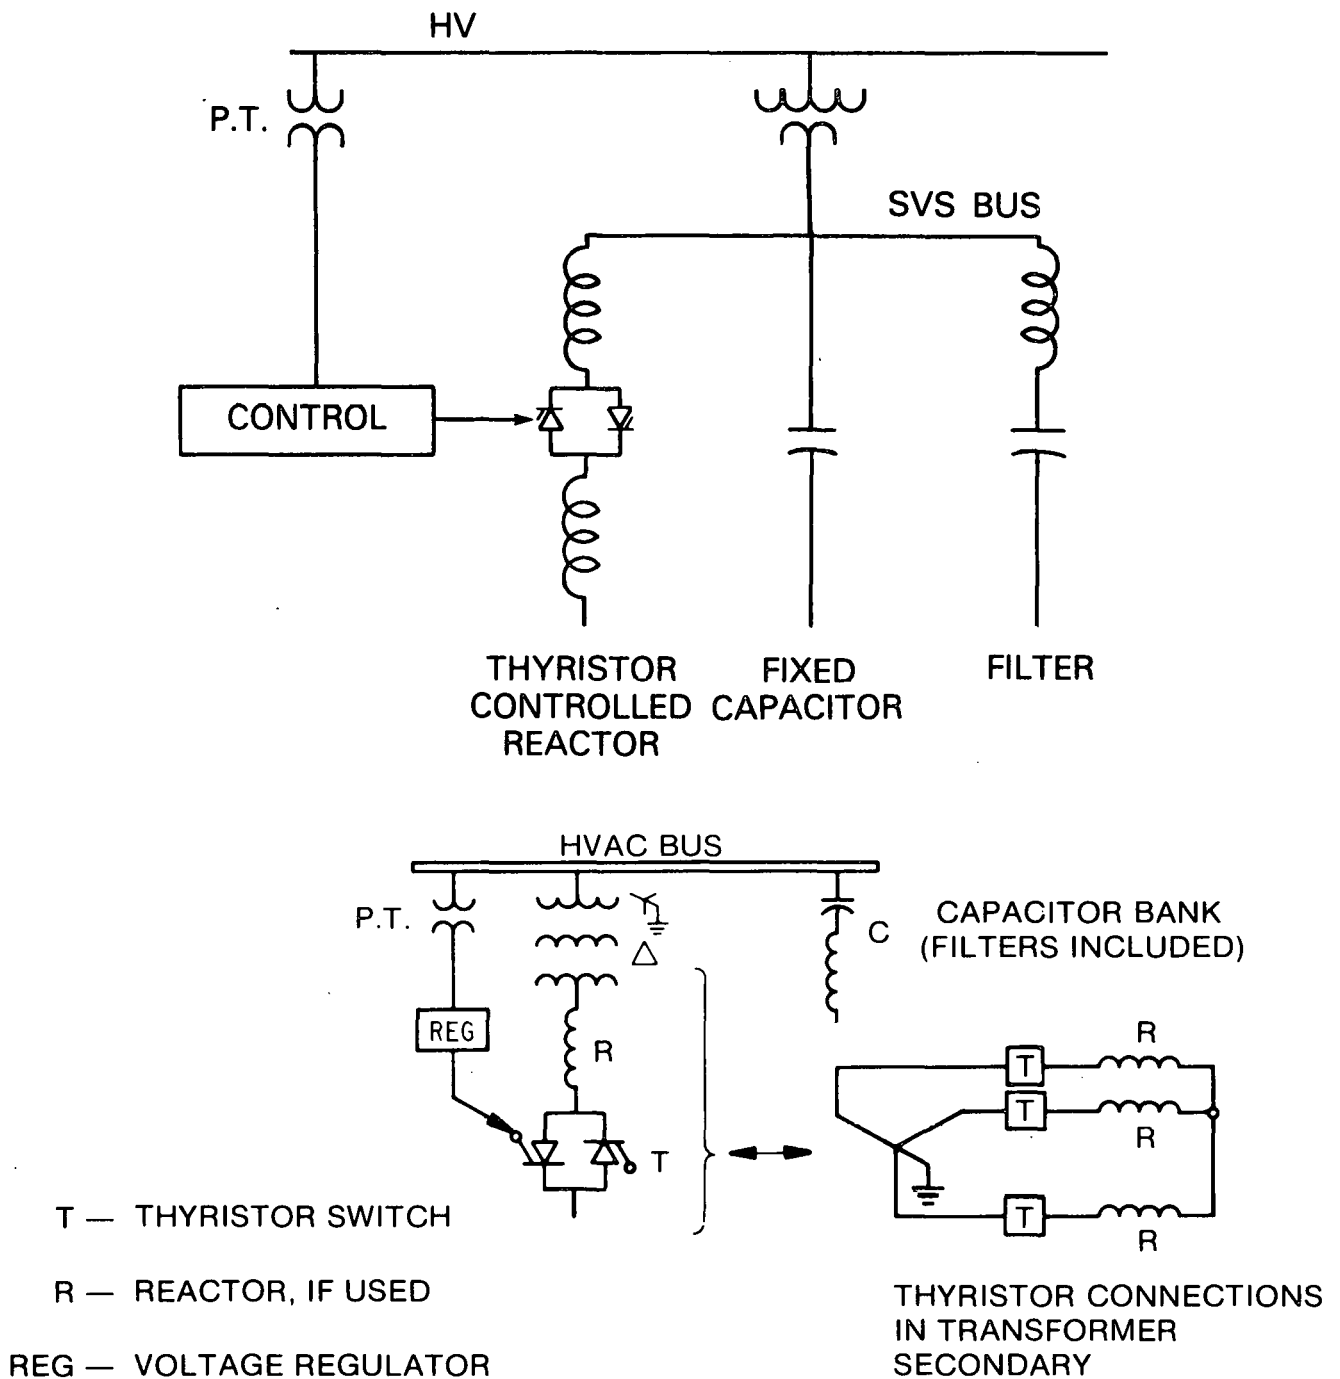 HV
P.T.
SVS BUS
CONTROL
THYRISTOR
CONTROLLED
REACTOR
FIXED
CAPACITOR
FILTER
HVAC BUS
P.T.
C
CAPACITOR BANK
(FILTERS INCLUDED)
REG
R
T
R
T
R
T
T
R
T — THYRISTOR SWITCH
R — REACTOR, IF USED
REG — VOLTAGE REGULATOR
THYRISTOR CONNECTIONS
IN TRANSFORMER
SECONDARY